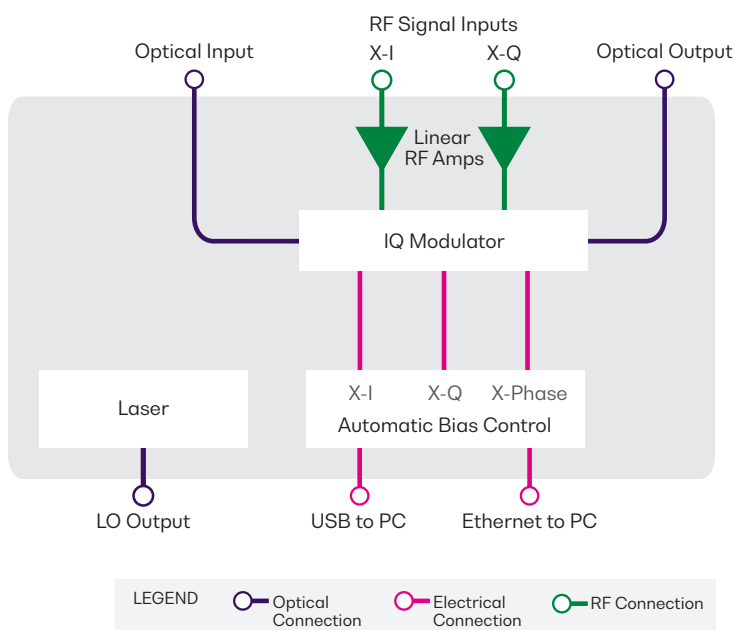 RF Signal Inputs
Optical Input
X-I
X-Q
Optical Output
Linear
RF Amps
IQ Modulator
Laser
X-I
X-Q
X-Phase
Automatic Bias Control
LO Output
USB to PC
Ethernet to PC
LEGEND
Optical
Connection
Electrical
Connection
RF Connection